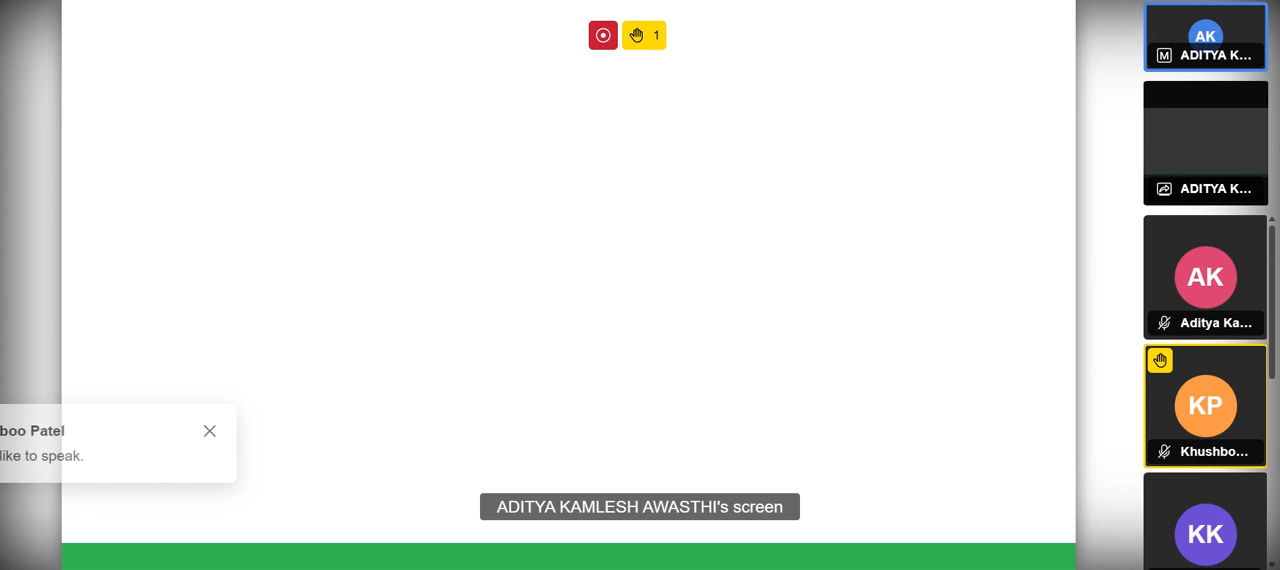 1
AK
M ADITYA K...
ADITYA K...
AK
Aditya Ka...
KP
Khushbo...
KK
boo Patel
like to speak.
ADITYA KAMLESH AWASTHI's screen